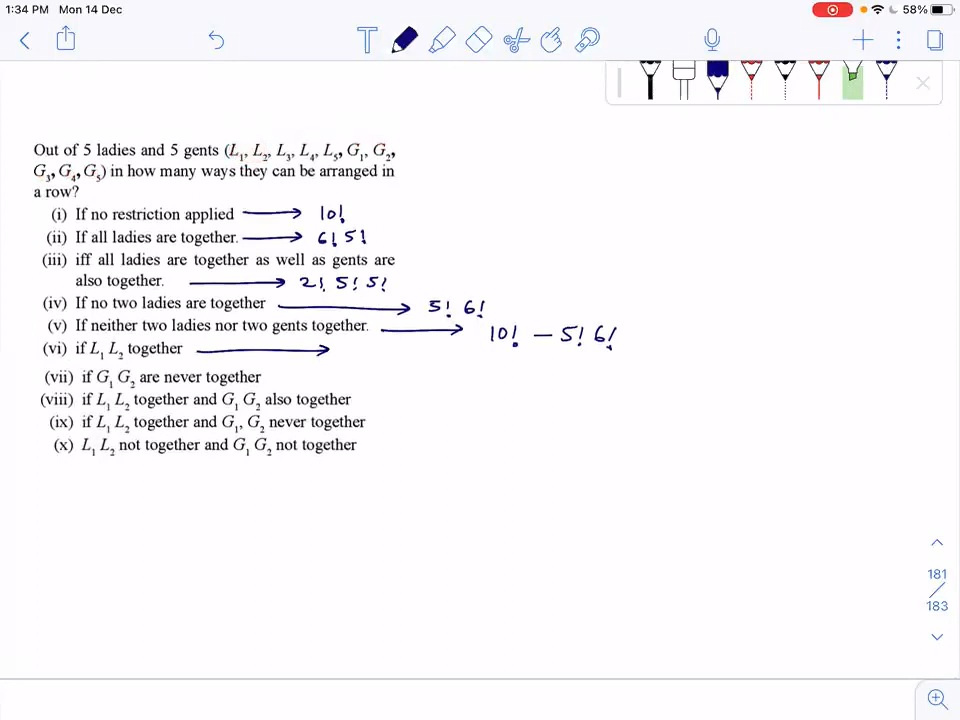 1:34 PM Mon 14 Dec
58%
T
Out of 5 ladies and 5 gents (L₁, L₂, L₃, L₄, L₅, G₁, G₂,
G₃, G₄, G₅) in how many ways they can be arranged in
a row?
(i) If no restriction applied → 10!
(ii) If all ladies are together. → 6! 5!
(iii) iff all ladies are together as well as gents are
also together. → 2! 5! 5!
(iv) If no two ladies are together → 5! 6!
(v) If neither two ladies nor two gents together. → 10! – 5! 6!
(vi) if L₁ L₂ together →
(vii) if G₁ G₂ are never together
(viii) if L₁ L₂ together and G₁ G₂ also together
(ix) if L₁ L₂ together and G₁, G₂ never together
(x) L₁ L₂ not together and G₁ G₂ not together
181
/
183